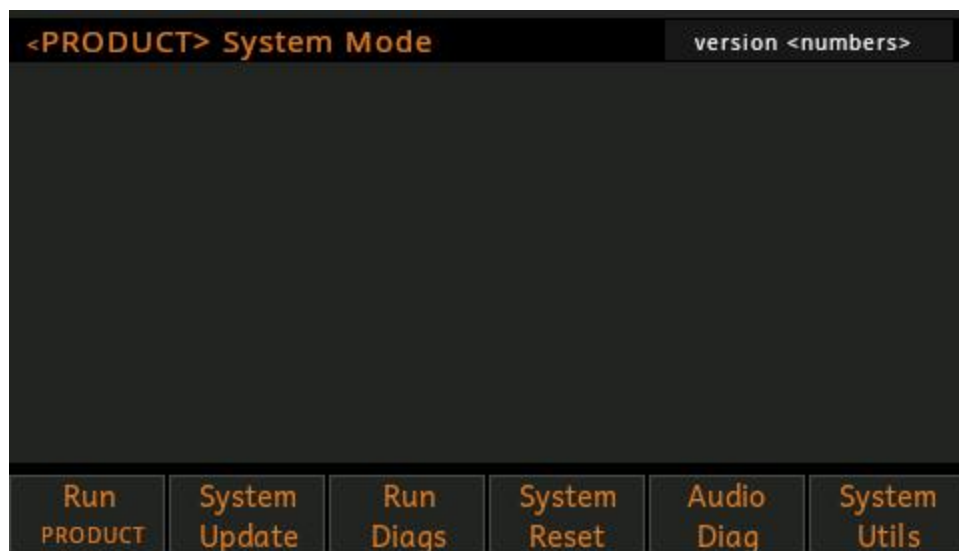 <PRODUCT> System Mode
version <numbers>
Run PRODUCT
System Update
Run Diags
System Reset
Audio Diag
System Utils